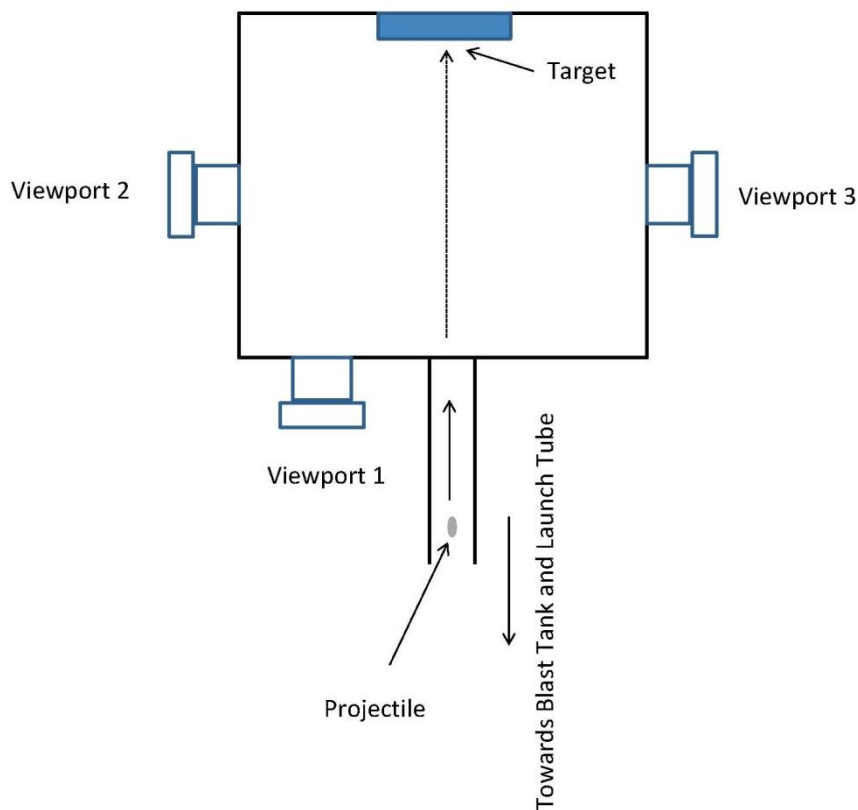 Target
Viewport 2
Viewport 3
Viewport 1
Towards Blast Tank and Launch Tube
Projectile